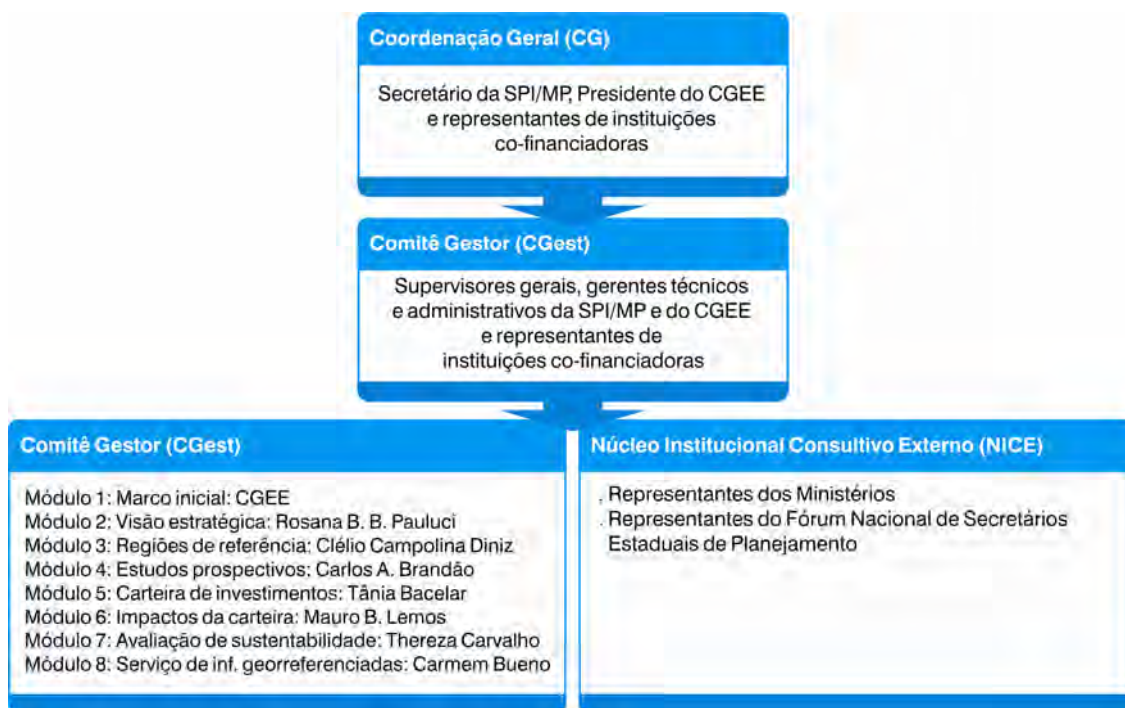 Coordenação Geral (CG)
Secretário da SPI/MP, Presidente do CGEE
e representantes de instituições
co-financiadoras
Comitê Gestor (CGest)
Supervisores gerais, gerentes técnicos
e administrativos da SPI/MP e do CGEE
e representantes de
instituições co-financiadoras
Comitê Gestor (CGest)
Módulo 1: Marco inicial: CGEE
Módulo 2: Visão estratégica: Rosana B. B. Pauluci
Módulo 3: Regiões de referência: Clélio Campolina Diniz
Módulo 4: Estudos prospectivos: Carlos A. Brandão
Módulo 5: Carteira de investimentos: Tânia Bacelar
Módulo 6: Impactos da carteira: Mauro B. Lemos
Módulo 7: Avaliação de sustentabilidade: Thereza Carvalho
Módulo 8: Serviço de inf. georreferenciadas: Carmem Bueno
Núcleo Institucional Consultivo Externo (NICE)
. Representantes dos Ministérios
. Representantes do Fórum Nacional de Secretários
Estaduais de Planejamento